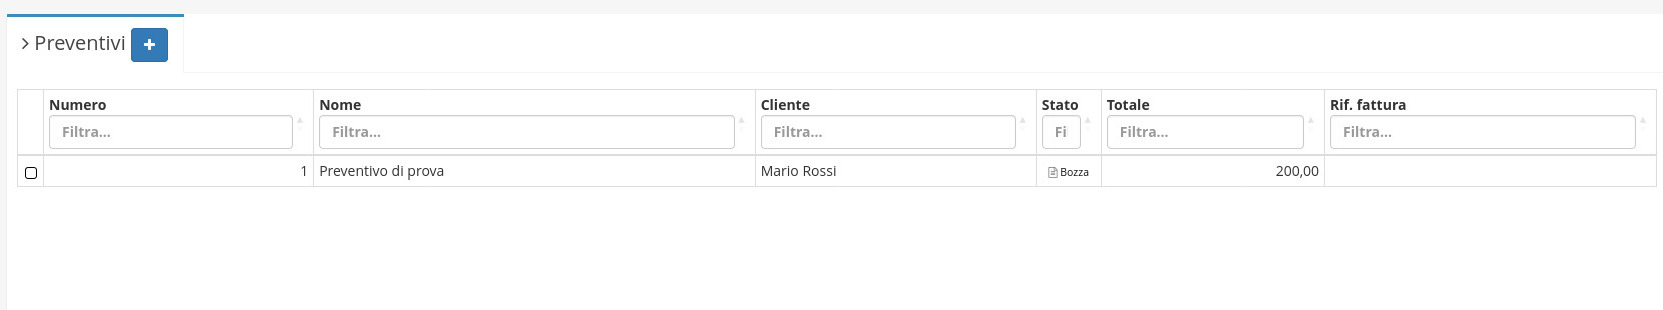 Preventivi +
Numero Nome Cliente Stato Totale Rif. fattura
Filtra... Filtra... Filtra... Fi Filtra... Filtra...
1 Preventivo di prova Mario Rossi Bozza 200,00